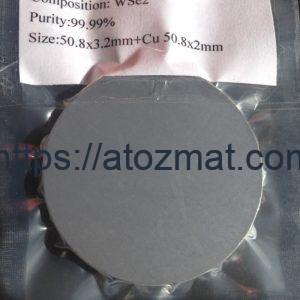 Composition: WSe2
Purity:99.99%
Size:50.8x3.2mm+Cu 50.8x2mm
https://atozmat.com